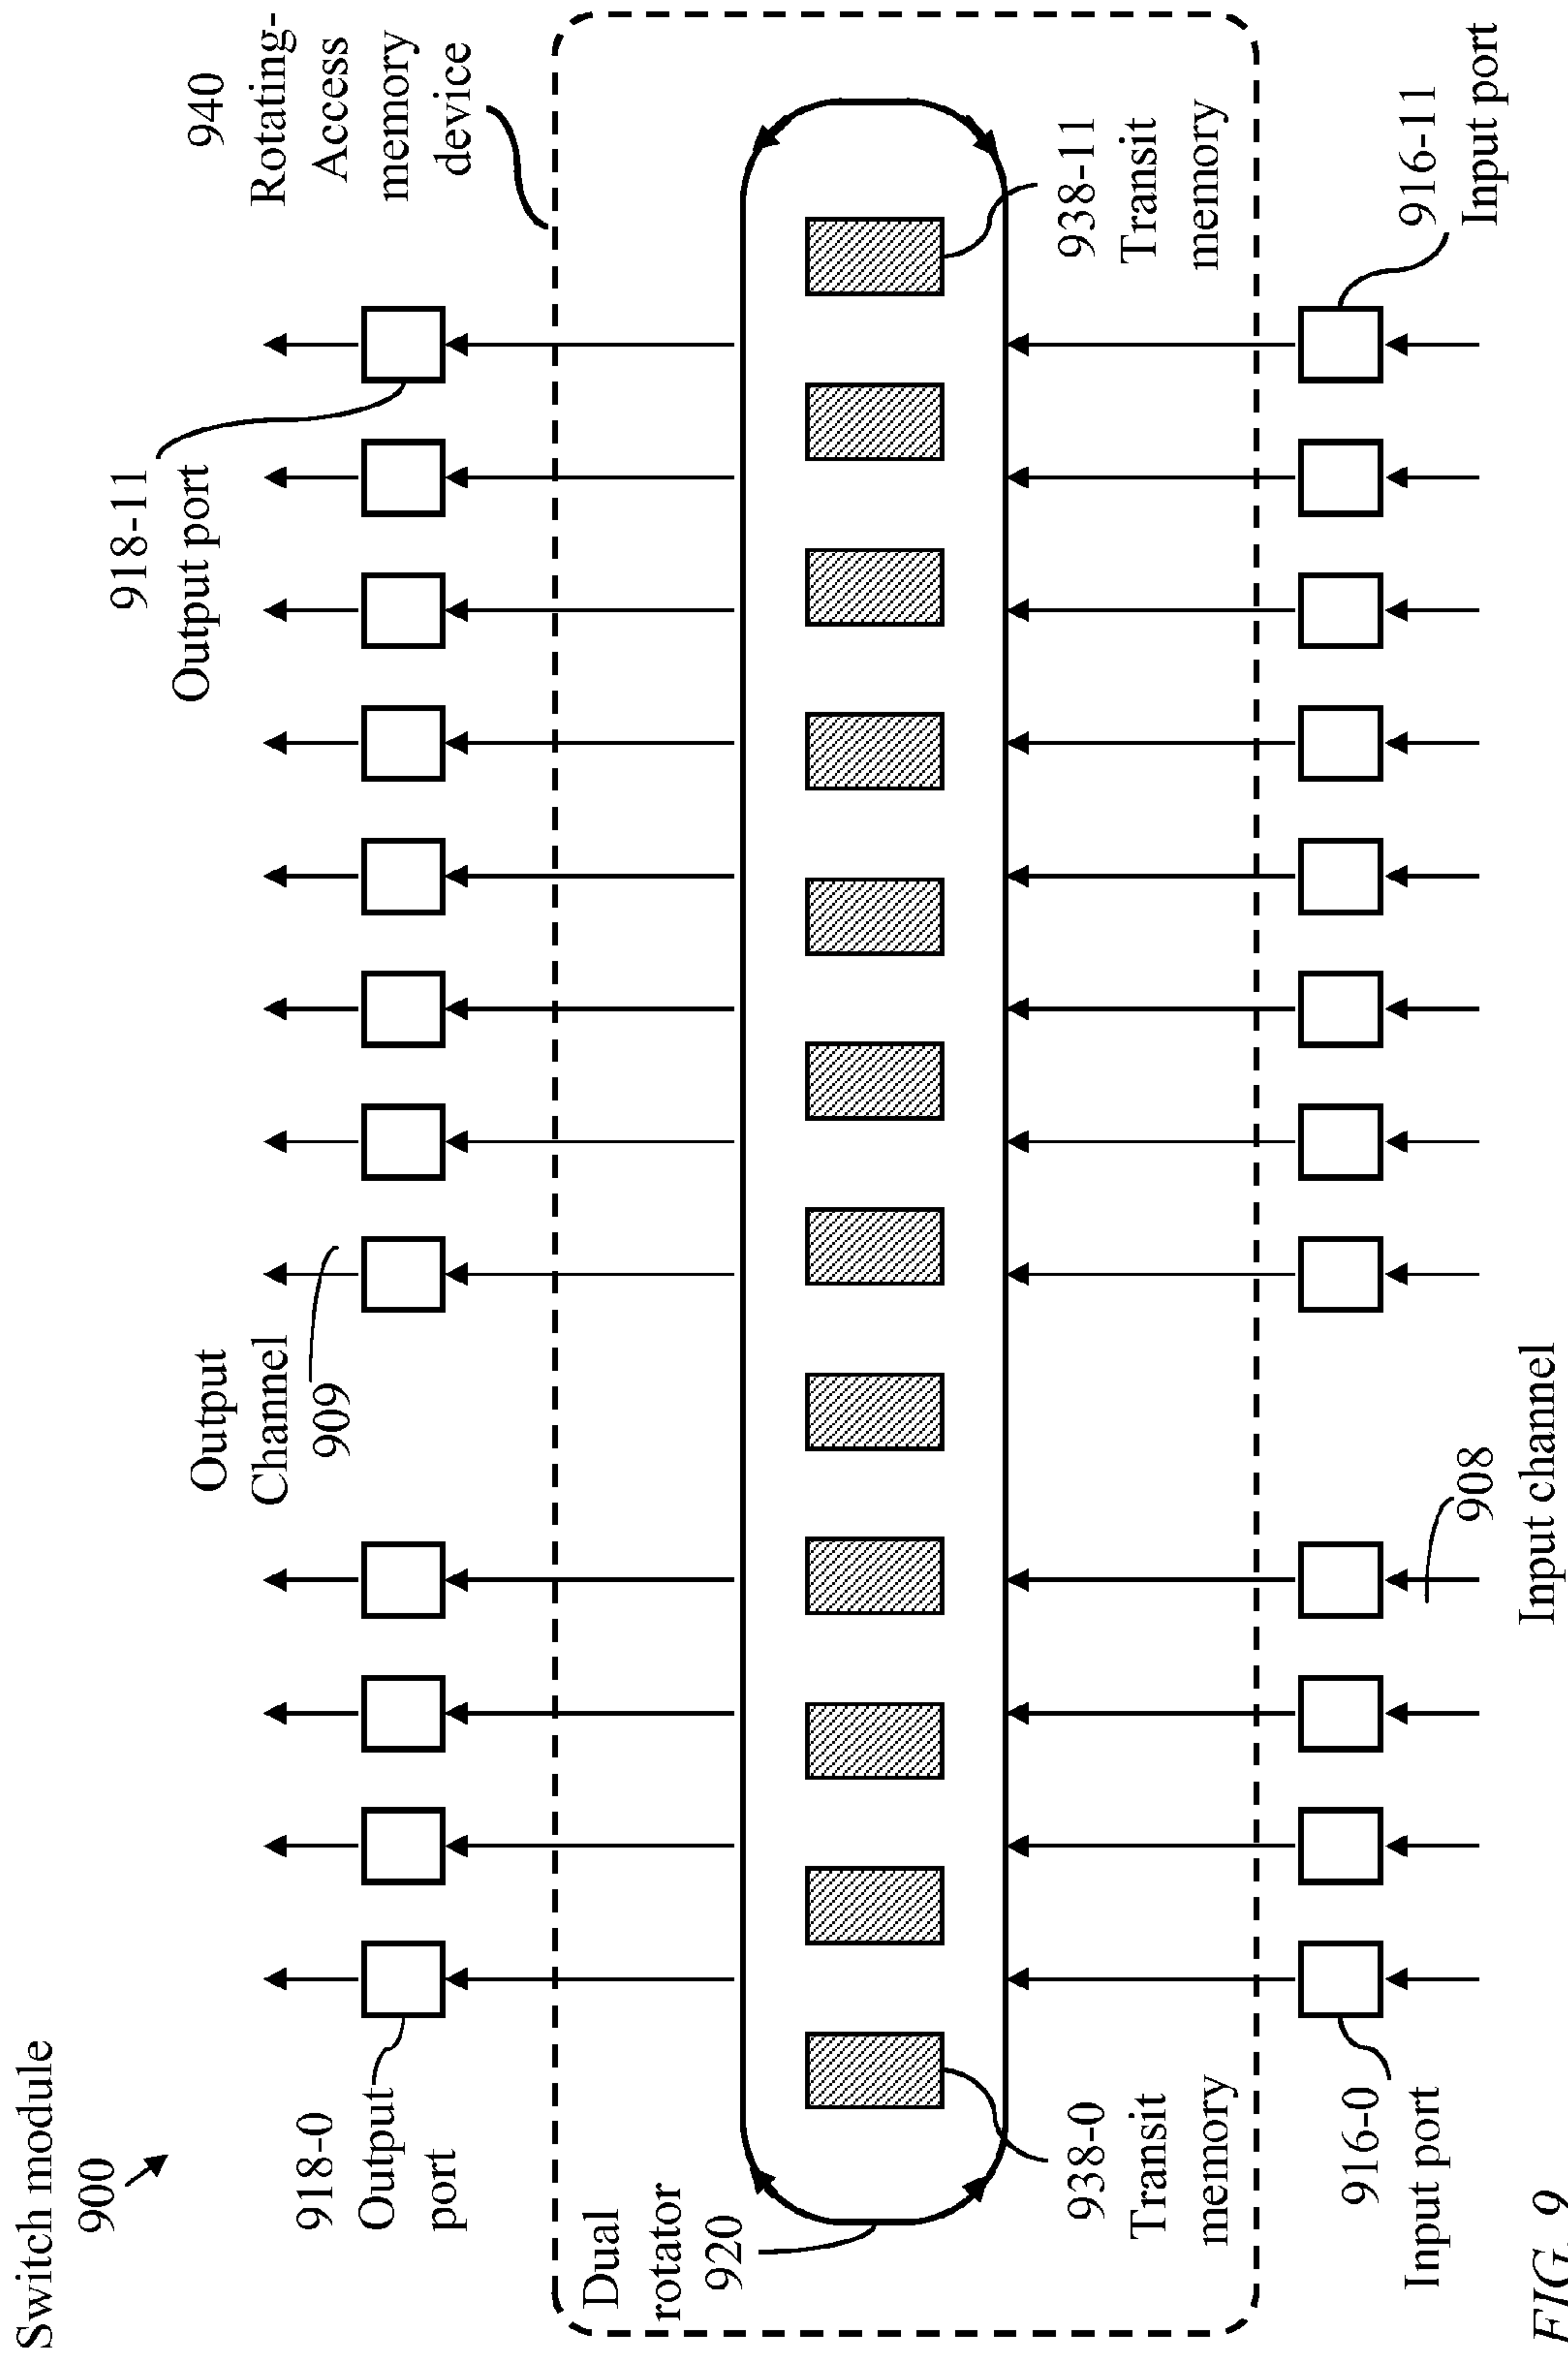 Switch module
900
918-0
Output
port
Output
Channel
909
918-11
Output port
940
Rotating-
Access
memory
device
Dual
rotator
920
938-0
Transit
memory
938-11
Transit
memory
916-0
Input port
908
Input channel
916-11
Input port
FIG. 9